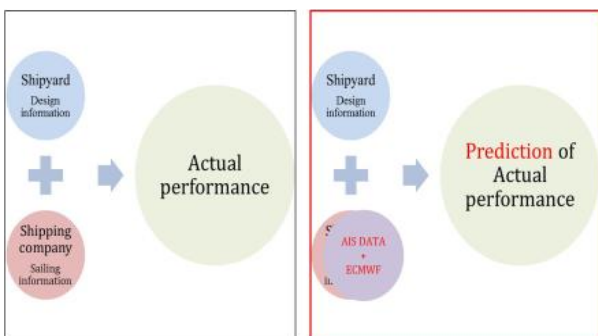 Shipyard
Design
information
Actual
performance
Shipping
company
Sailing
information
Shipyard
Design
information
Prediction of
Actual
performance
AIS DATA
+
ECMWF